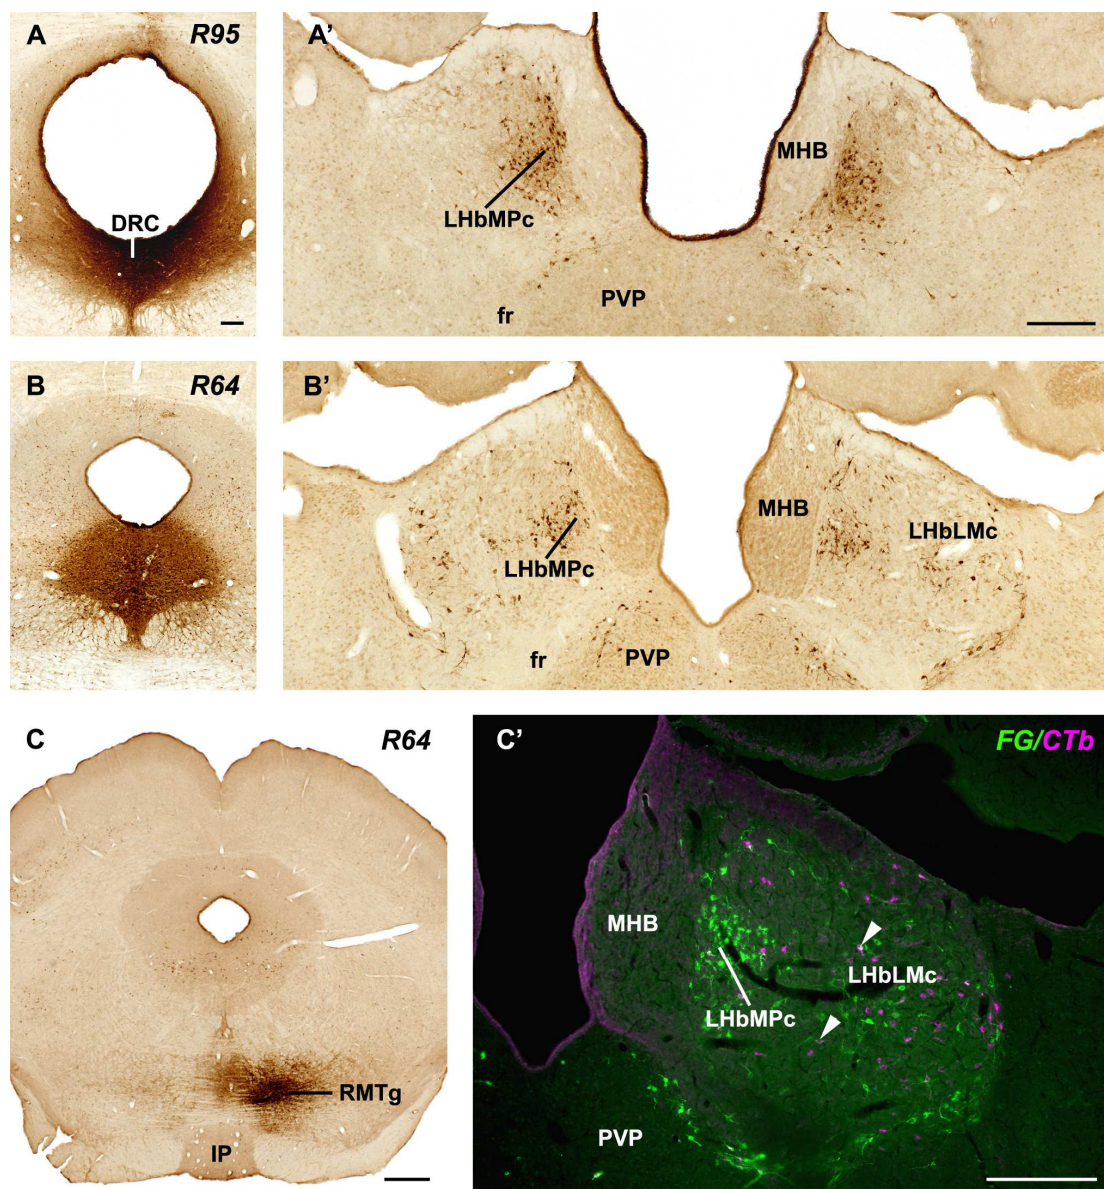 A R95
DRC
A'
MHB
LHbMPc
PVP
fr
B R64
B'
MHB
LHbLMc
LHbMPc
fr
PVP
C R64
RMTg
IP
C' FG/CTb
MHB
LHbLMc
LHbMPc
PVP